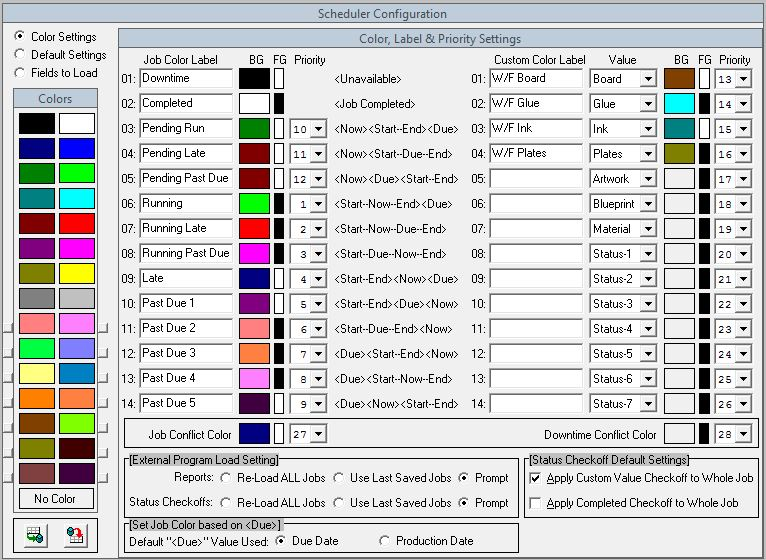 Scheduler Configuration
Color Settings
Default Settings
Fields to Load
Colors
No Color
Color, Label & Priority Settings
Job Color Label BG FG Priority Custom Color Label Value BG FG Priority
01: Downtime <Unavailable> 01: W/F Board Board 13
02: Completed <Job Completed> 02: W/F Glue Glue 14
03: Pending Run 10 <Now><Start--End><Due> 03: W/F Ink Ink 15
04: Pending Late 11 <Now><Start--Due--End> 04: W/F Plates Plates 16
05: Pending Past Due 12 <Now><Due><Start--End> 05: Artwork 17
06: Running 1 <Start--Now--End><Due> 06: Blueprint 18
07: Running Late 2 <Start--Now--Due--End> 07: Material 19
08: Running Past Due 3 <Start--Due--Now--End> 08: Status-1 20
09: Late 4 <Start--End><Now><Due> 09: Status-2 21
10: Past Due 1 5 <Start--End><Due><Now> 10: Status-3 22
11: Past Due 2 6 <Start--Due--End><Now> 11: Status-4 23
12: Past Due 3 7 <Due><Start--End><Now> 12: Status-5 24
13: Past Due 4 8 <Due><Start--Now--End> 13: Status-6 25
14: Past Due 5 9 <Due><Now><Start--End> 14: Status-7 26
Job Conflict Color 27 Downtime Conflict Color 28
[External Program Load Setting]
Reports: Re-Load ALL Jobs Use Last Saved Jobs Prompt
Status Checkoffs: Re-Load ALL Jobs Use Last Saved Jobs Prompt
[Status Checkoff Default Settings]
Apply Custom Value Checkoff to Whole Job
Apply Completed Checkoff to Whole Job
[Set Job Color based on <Due>]
Default "<Due>" Value Used: Due Date Production Date